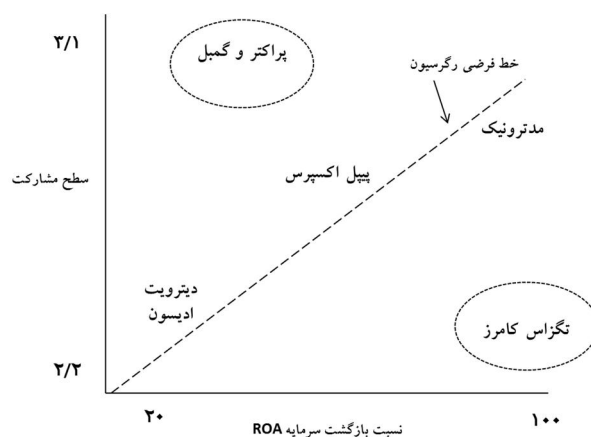 ۳/۱
پراکتر و گمبل
خط فرضی رگرسیون
مدترونیک
سطح مشارکت
پیپل اکسپرس
دیترویت
ادیسون
تگزاس کامرز
۲/۲
۲۰
۱۰۰
نسبت بازگشت سرمایه ROA